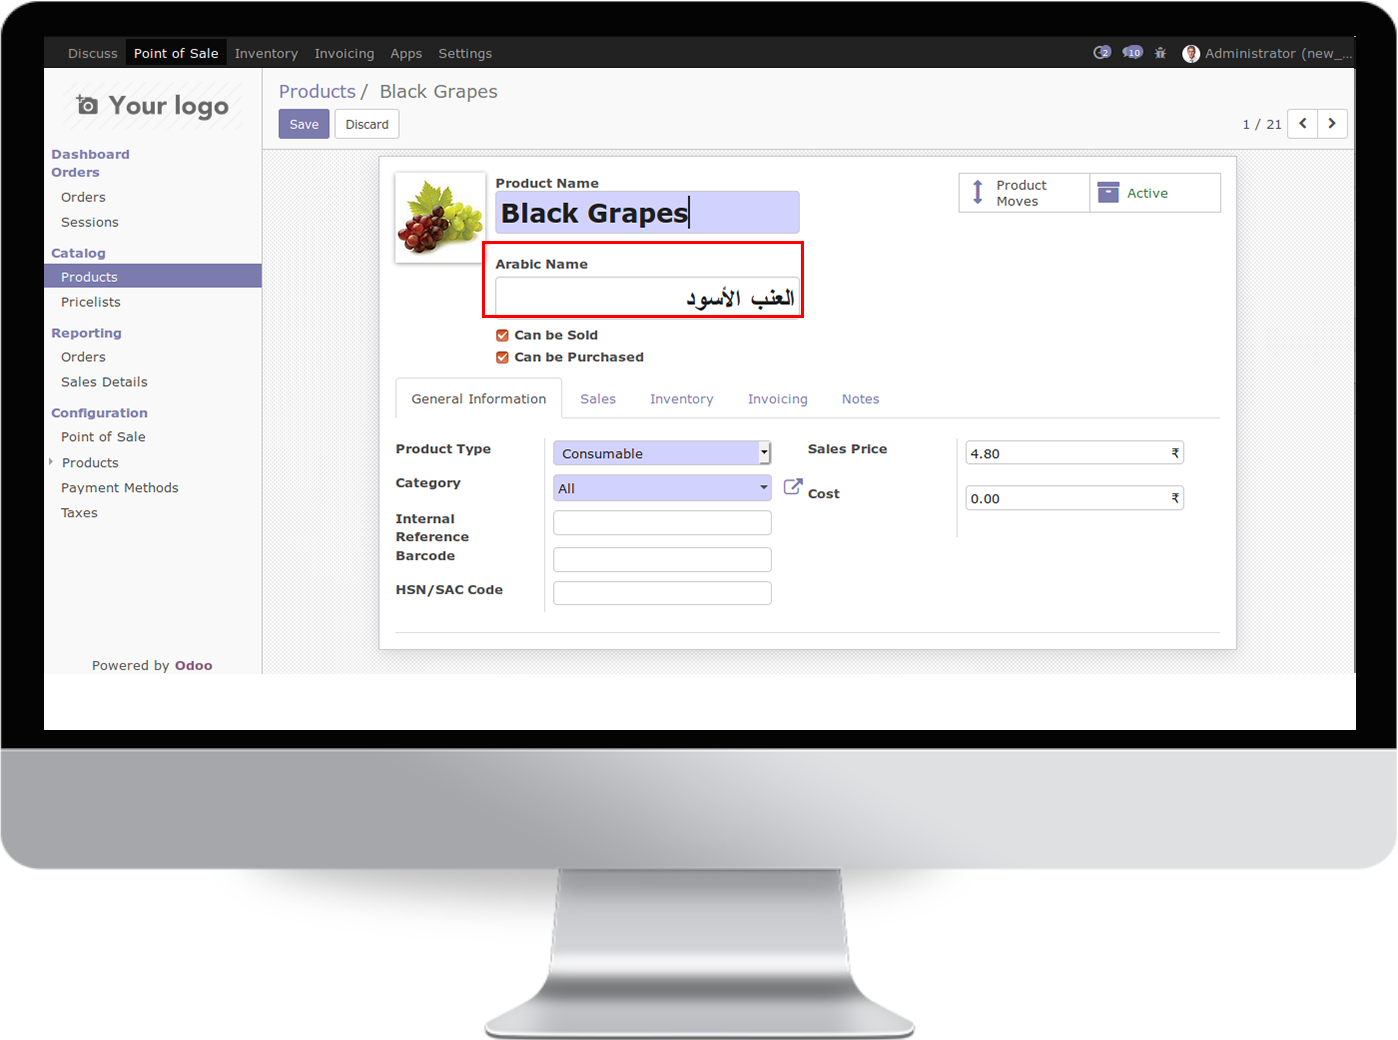 Discuss Point of Sale Inventory Invoicing Apps Settings 2 10 Administrator (new_...
Your logo
Products / Black Grapes
Save Discard
1 / 21
Dashboard
Orders
Orders
Sessions
Catalog
Products
Pricelists
Reporting
Orders
Sales Details
Configuration
Point of Sale
Products
Payment Methods
Taxes
Powered by Odoo
Product Name
Black Grapes
Product Moves
Active
Arabic Name
العنب الأسود
Can be Sold
Can be Purchased
General Information Sales Inventory Invoicing Notes
Product Type Consumable
Category All
Internal Reference
Barcode
HSN/SAC Code
Sales Price 4.80 ₹
Cost 0.00 ₹